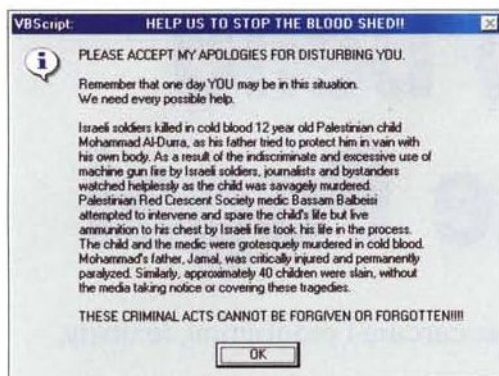 VBScript: HELP US TO STOP THE BLOOD SHED!!
PLEASE ACCEPT MY APOLOGIES FOR DISTURBING YOU.
Remember that one day YOU may be in this situation.
We need every possible help.
Israeli soldiers killed in cold blood 12 year old Palestinian child
Mohammad Al-Durra, as his father tried to protect him in vain with
his own body. As a result of the indiscriminate and excessive use of
machine gun fire by Israeli soldiers, journalists and bystanders
watched helplessly as the child was savagely murdered.
Palestinian Red Crescent Society medic Bassam Balbeisi
attempted to intervene and spare the child's life but live
ammunition to his chest by Israeli fire took his life in the process.
The child and the medic were grotesquely murdered in cold blood.
Mohammad's father, Jamal, was critically injured and permanently
paralyzed. Similarly, approximately 40 children were slain, without
the media taking notice or covering these tragedies.
THESE CRIMINAL ACTS CANNOT BE FORGIVEN OR FORGOTTEN!!!!
OK